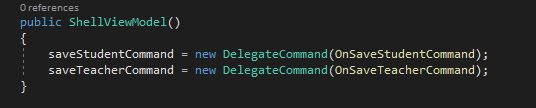 0 references
public ShellViewModel()
{
saveStudentCommand = new DelegateCommand(OnSaveStudentCommand);
saveTeacherCommand = new DelegateCommand(OnSaveTeacherCommand);
}